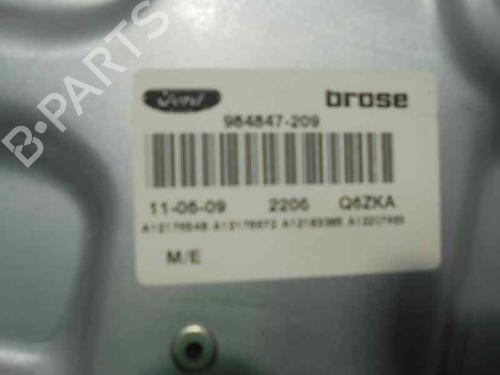 Ford
brose
984847-209
11-06-09 2206 Q6ZKA
M/E
B-PARTS